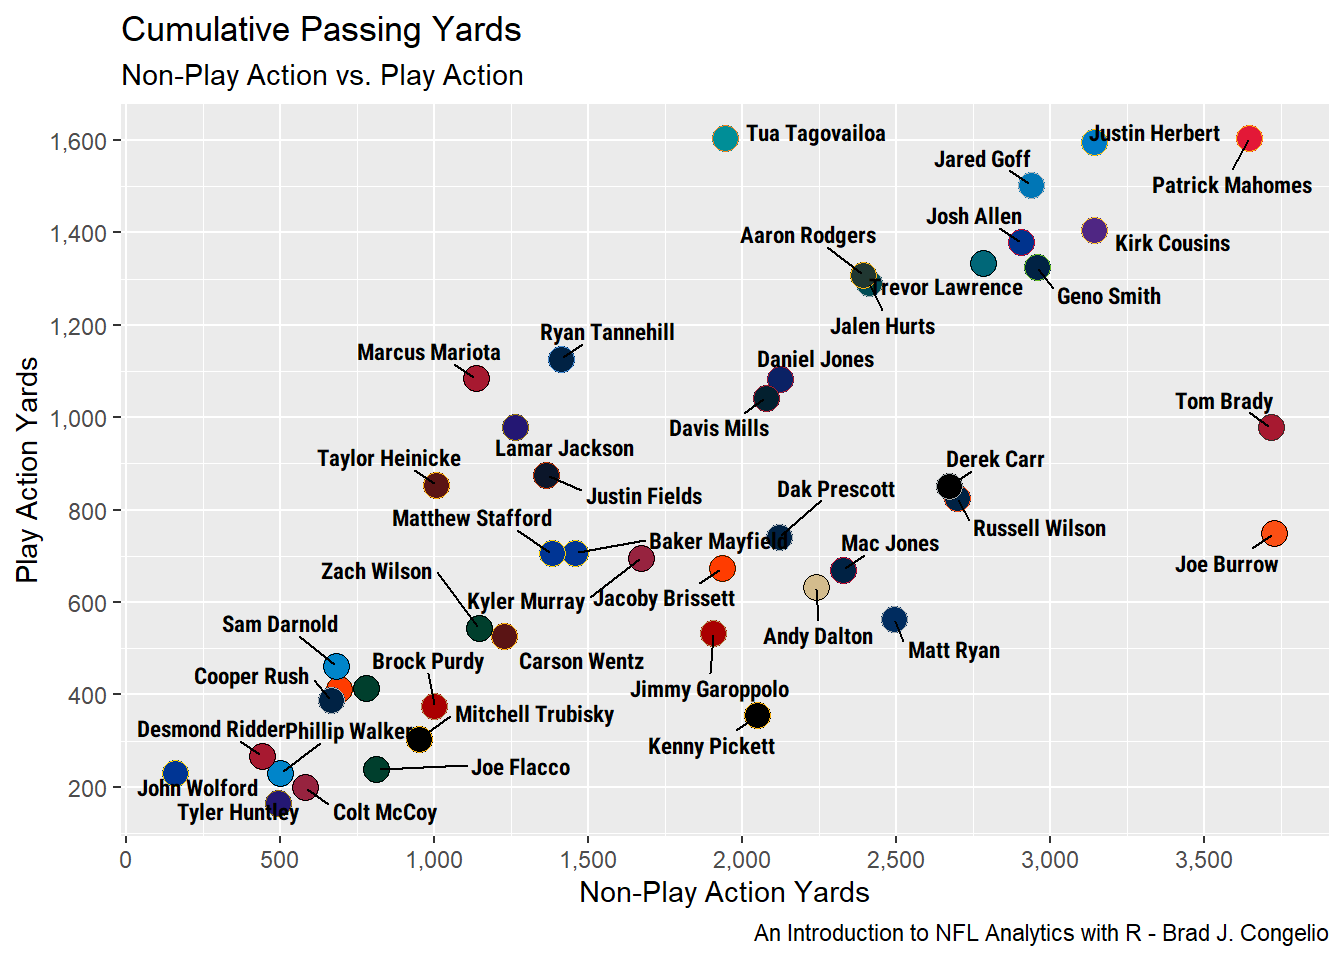 Cumulative Passing Yards
Non-Play Action vs. Play Action
1,600
1,400
1,200
1,000
800
600
400
200
Play Action Yards
Tua Tagovailoa
Justin Herbert
Jared Goff
Patrick Mahomes
Josh Allen
Aaron Rodgers
Kirk Cousins
Trevor Lawrence
Geno Smith
Jalen Hurts
Ryan Tannehill
Marcus Mariota
Daniel Jones
Tom Brady
Davis Mills
Lamar Jackson
Taylor Heinicke
Derek Carr
Justin Fields
Dak Prescott
Matthew Stafford
Russell Wilson
Baker Mayfield
Mac Jones
Joe Burrow
Zach Wilson
Kyler Murray
Jacoby Brissett
Sam Darnold
Andy Dalton
Matt Ryan
Brock Purdy
Carson Wentz
Cooper Rush
Jimmy Garoppolo
Mitchell Trubisky
Desmond Ridder
Phillip Walker
Kenny Pickett
Joe Flacco
John Wolford
Tyler Huntley
Colt McCoy
0
500
1,000
1,500
2,000
2,500
3,000
3,500
Non-Play Action Yards
An Introduction to NFL Analytics with R - Brad J. Congelio